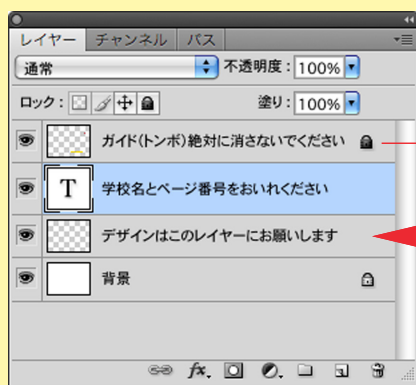 レイヤー チャンネル パス
通常 不透明度: 100%
ロック: 塗り: 100%
ガイド(トンボ)絶対に消さないでください
T 学校名とページ番号をおいれください
デザインはこのレイヤーにお願いします
背景
fx.